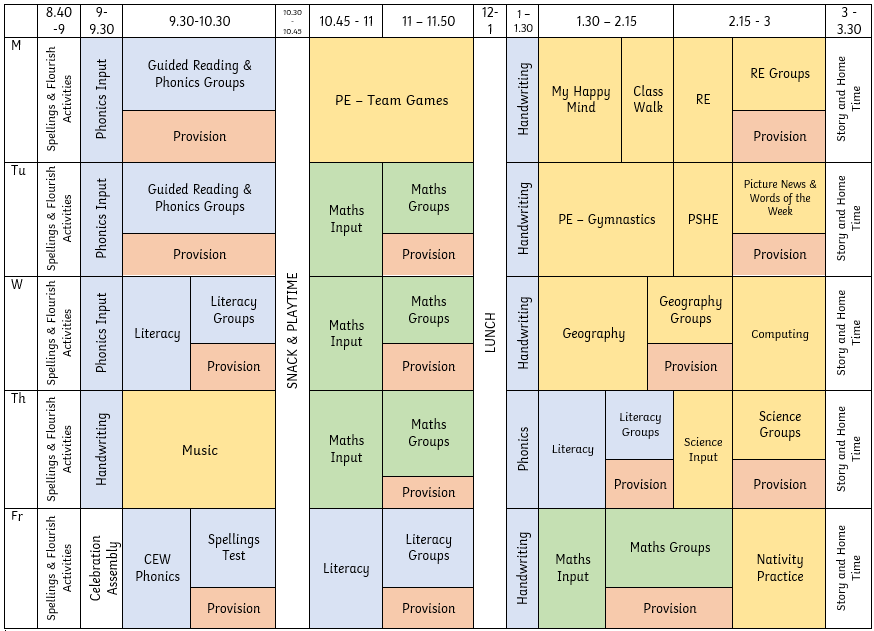 8.40
-9
9-
9.30
9.30-10.30
10.30
-
10.45
10.45 - 11
11 – 11.50
12-
1
1 –
1.30
1.30 – 2.15
2.15 - 3
3 -
3.30
M
Spellings & Flourish
Activities
Phonics Input
Guided Reading &
Phonics Groups
Provision
SNACK & PLAYTIME
PE – Team Games
LUNCH
Handwriting
My Happy
Mind
Class
Walk
RE
RE Groups
Provision
Story and Home
Time
Tu
Spellings & Flourish
Activities
Phonics Input
Guided Reading &
Phonics Groups
Provision
Maths
Input
Maths
Groups
Provision
Handwriting
PE – Gymnastics
PSHE
Picture News &
Words of the
Week
Provision
Story and Home
Time
W
Spellings & Flourish
Activities
Phonics Input
Literacy
Literacy
Groups
Provision
Maths
Input
Maths
Groups
Provision
Handwriting
Geography
Geography
Groups
Provision
Computing
Story and Home
Time
Th
Spellings & Flourish
Activities
Handwriting
Music
Maths
Input
Maths
Groups
Provision
Phonics
Literacy
Literacy
Groups
Provision
Science
Input
Science
Groups
Provision
Story and Home
Time
Fr
Spellings & Flourish
Activities
Celebration
Assembly
CEW
Phonics
Spellings
Test
Provision
Literacy
Literacy
Groups
Provision
Handwriting
Maths
Input
Maths Groups
Provision
Nativity
Practice
Story and Home
Time